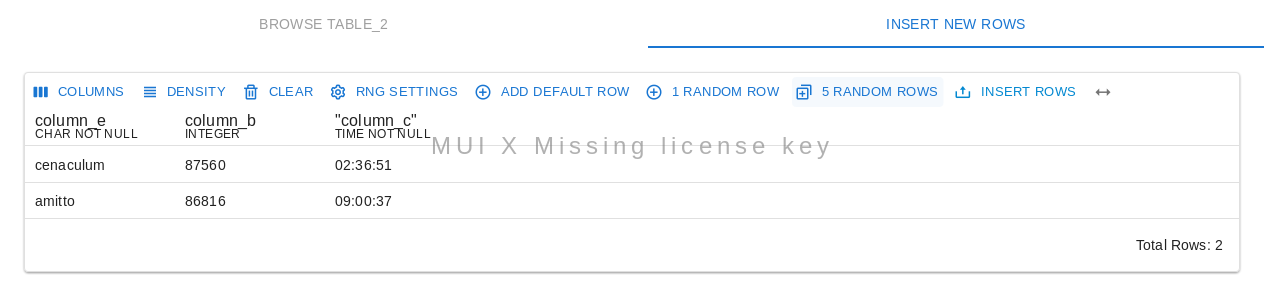 BROWSE TABLE_2 INSERT NEW ROWS
COLUMNS DENSITY CLEAR RNG SETTINGS ADD DEFAULT ROW 1 RANDOM ROW 5 RANDOM ROWS INSERT ROWS
column_e column_b "column_c"
CHAR NOT NULL INTEGER TIME NOT NULL
MUI X Missing license key
cenaculum 87560 02:36:51
amitto 86816 09:00:37
Total Rows: 2